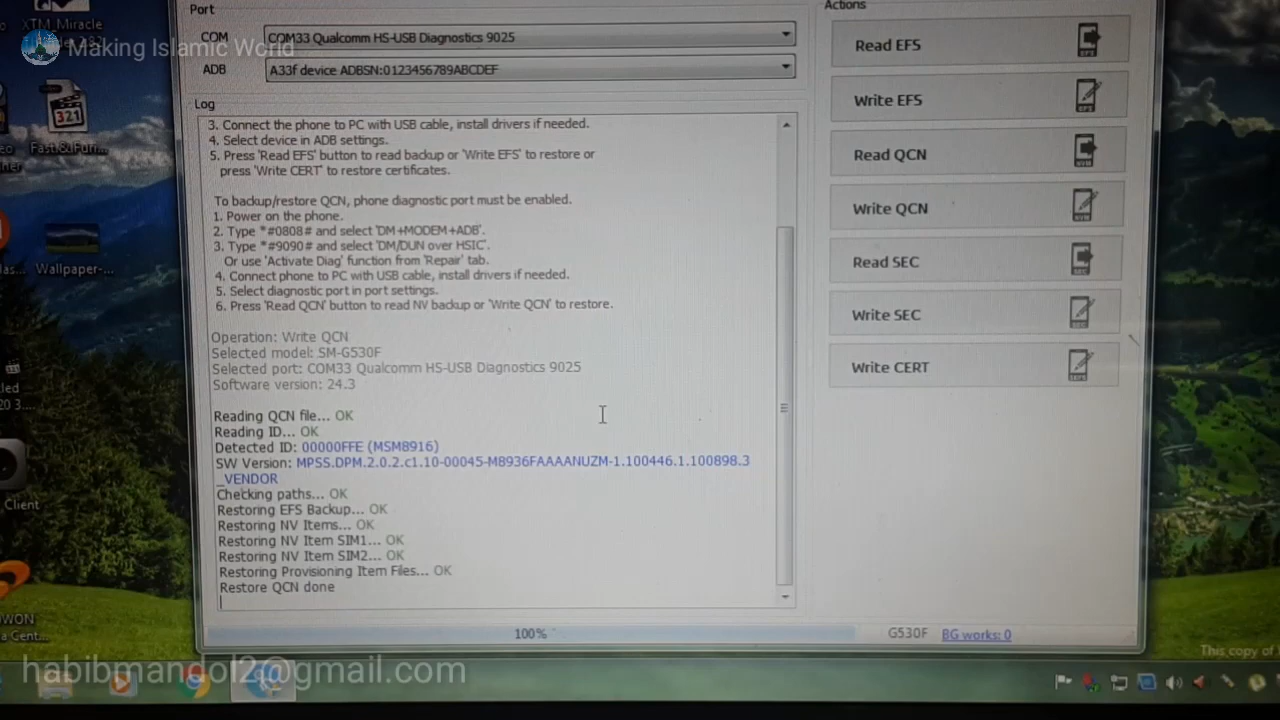 Port
Actions
XTM_Miracle
Making Islamic World
COM
COM33 Qualcomm HS-USB Diagnostics 9025
ADB
A33f device ADBSN:0123456789ABCDEF
Log
3. Connect the phone to PC with USB cable, install drivers if needed.
4. Select device in ADB settings.
5. Press 'Read EFS' button to read backup or 'Write EFS' to restore or
press 'Write CERT' to restore certificates.
To backup/restore QCN, phone diagnostic port must be enabled.
1. Power on the phone.
2. Type *#0808# and select 'DM+MODEM+ADB'.
3. Type *#9090# and select 'DM/DUN over HSIC'.
Or use 'Activate Diag' function from 'Repair' tab.
4. Connect phone to PC with USB cable, install drivers if needed.
5. Select diagnostic port in port settings.
6. Press 'Read QCN' button to read NV backup or 'Write QCN' to restore.
Operation: Write QCN
Selected model: SM-G530F
Selected port: COM33 Qualcomm HS-USB Diagnostics 9025
Software version: 24.3
Reading QCN file... OK
Reading ID... OK
Detected ID: 00000FFE (MSM8916)
SW Version: MPSS.DPM.2.0.2.c1.10-00045-M8936FAAAANUZM-1.100446.1.100898.3
_VENDOR
Checking paths... OK
Restoring EFS Backup... OK
Restoring NV Items... OK
Restoring NV Item SIM1... OK
Restoring NV Item SIM2... OK
Restoring Provisioning Item Files... OK
Restore QCN done
Read EFS
Write EFS
Read QCN
Write QCN
Read SEC
Write SEC
Write CERT
100%
G530F
BG works: 0
321
Fast&Furi...
Wallpaper-...
Client
This copy of
habibmandol2@gmail.com